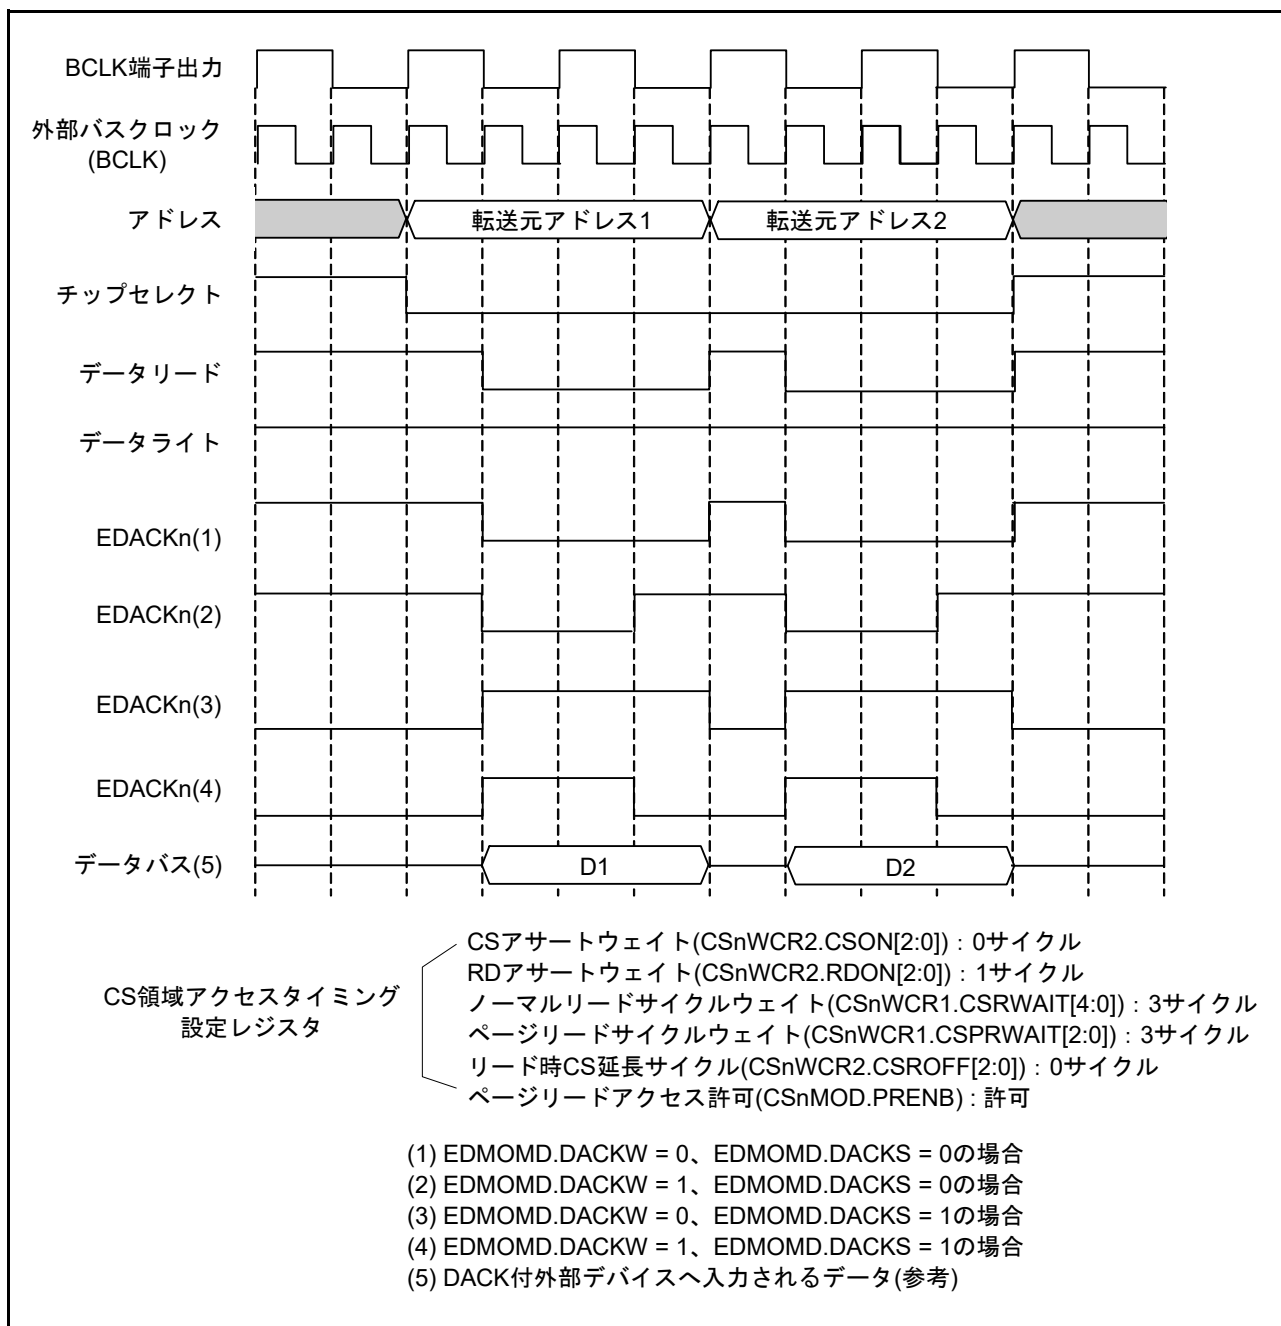 BCLK端子出力
外部バスクロック
(BCLK)
アドレス
転送元アドレス1
転送元アドレス2
チップセレクト
データリード
データライト
EDACKn(1)
EDACKn(2)
EDACKn(3)
EDACKn(4)
データバス(5)
D1
D2
CS領域アクセスタイミング
設定レジスタ
CSアサートウェイト(CSnWCR2.CSON[2:0]) : 0サイクル
RDアサートウェイト(CSnWCR2.RDON[2:0]) : 1サイクル
ノーマルリードサイクルウェイト(CSnWCR1.CSRWAIT[4:0]) : 3サイクル
ページリードサイクルウェイト(CSnWCR1.CSPRWAIT[2:0]) : 3サイクル
リード時CS延長サイクル(CSnWCR2.CSROFF[2:0]) : 0サイクル
ページリードアクセス許可(CSnMOD.PRENB) : 許可
(1) EDMOMD.DACKW = 0、EDMOMD.DACKS = 0の場合
(2) EDMOMD.DACKW = 1、EDMOMD.DACKS = 0の場合
(3) EDMOMD.DACKW = 0、EDMOMD.DACKS = 1の場合
(4) EDMOMD.DACKW = 1、EDMOMD.DACKS = 1の場合
(5) DACK付外部デバイスへ入力されるデータ(参考)